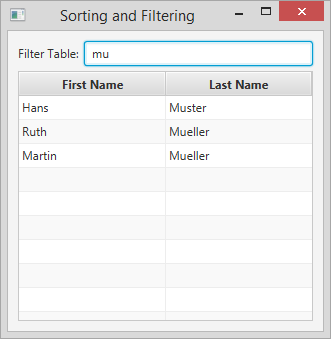 Sorting and Filtering
Filter Table: mu
First Name Last Name
Hans Muster
Ruth Mueller
Martin Mueller